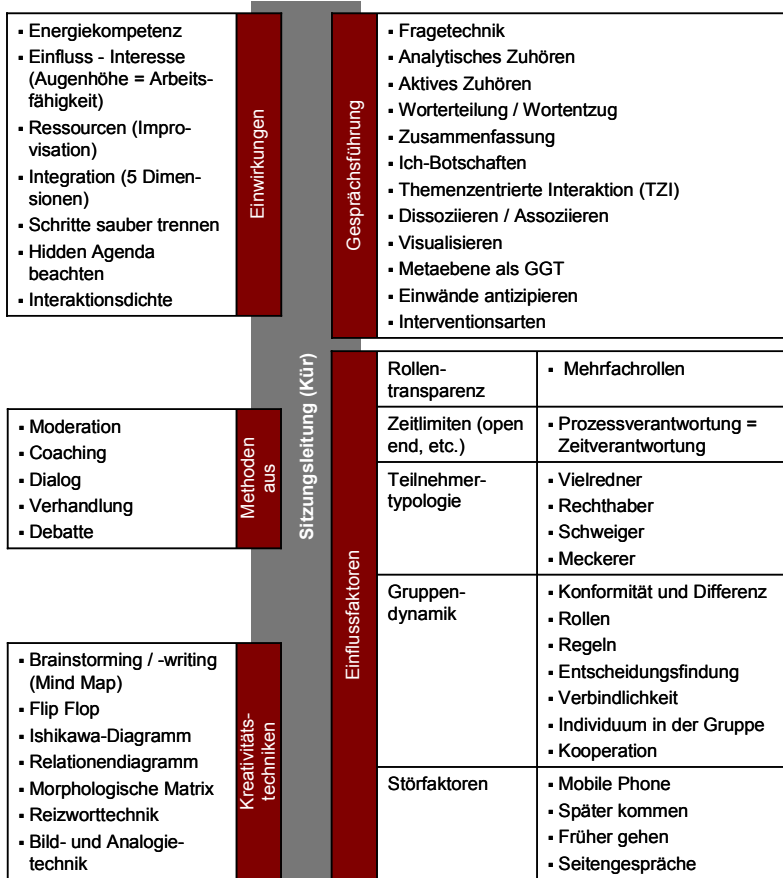 Einwirkungen
▪ Energiekompetenz
▪ Einfluss - Interesse
(Augenhöhe = Arbeits-
fähigkeit)
▪ Ressourcen (Impro-
visation)
▪ Integration (5 Dimen-
sionen)
▪ Schritte sauber trennen
▪ Hidden Agenda
beachten
▪ Interaktionsdichte
Methoden
aus
▪ Moderation
▪ Coaching
▪ Dialog
▪ Verhandlung
▪ Debatte
Kreativitäts-
techniken
▪ Brainstorming / -writing
(Mind Map)
▪ Flip Flop
▪ Ishikawa-Diagramm
▪ Relationendiagramm
▪ Morphologische Matrix
▪ Reizworttechnik
▪ Bild- und Analogie-
technik
Sitzungsleitung (Kür)
Gesprächsführung
▪ Fragetechnik
▪ Analytisches Zuhören
▪ Aktives Zuhören
▪ Worterteilung / Wortentzug
▪ Zusammenfassung
▪ Ich-Botschaften
▪ Themenzentrierte Interaktion (TZI)
▪ Dissoziieren / Assoziieren
▪ Visualisieren
▪ Metaebene als GGT
▪ Einwände antizipieren
▪ Interventionsarten
Einflussfaktoren
Rollen-
transparenz
▪ Mehrfachrollen
Zeitlimiten (open
end, etc.)
▪ Prozessverantwortung =
Zeitverantwortung
Teilnehmer-
typologie
▪ Vielredner
▪ Rechthaber
▪ Schweiger
▪ Meckerer
Gruppen-
dynamik
▪ Konformität und Differenz
▪ Rollen
▪ Regeln
▪ Entscheidungsfindung
▪ Verbindlichkeit
▪ Individuum in der Gruppe
▪ Kooperation
Störfaktoren
▪ Mobile Phone
▪ Später kommen
▪ Früher gehen
▪ Seitengespräche